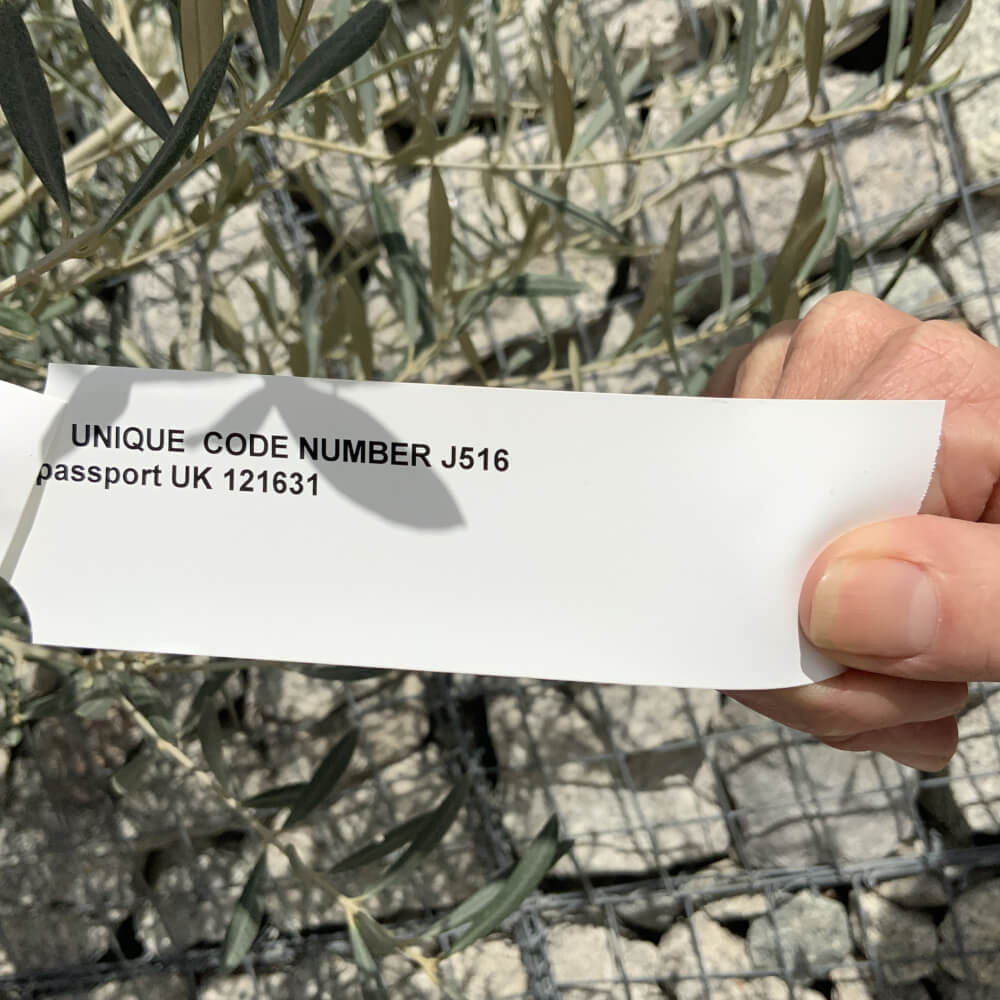 UNIQUE CODE NUMBER J516
passport UK 121631